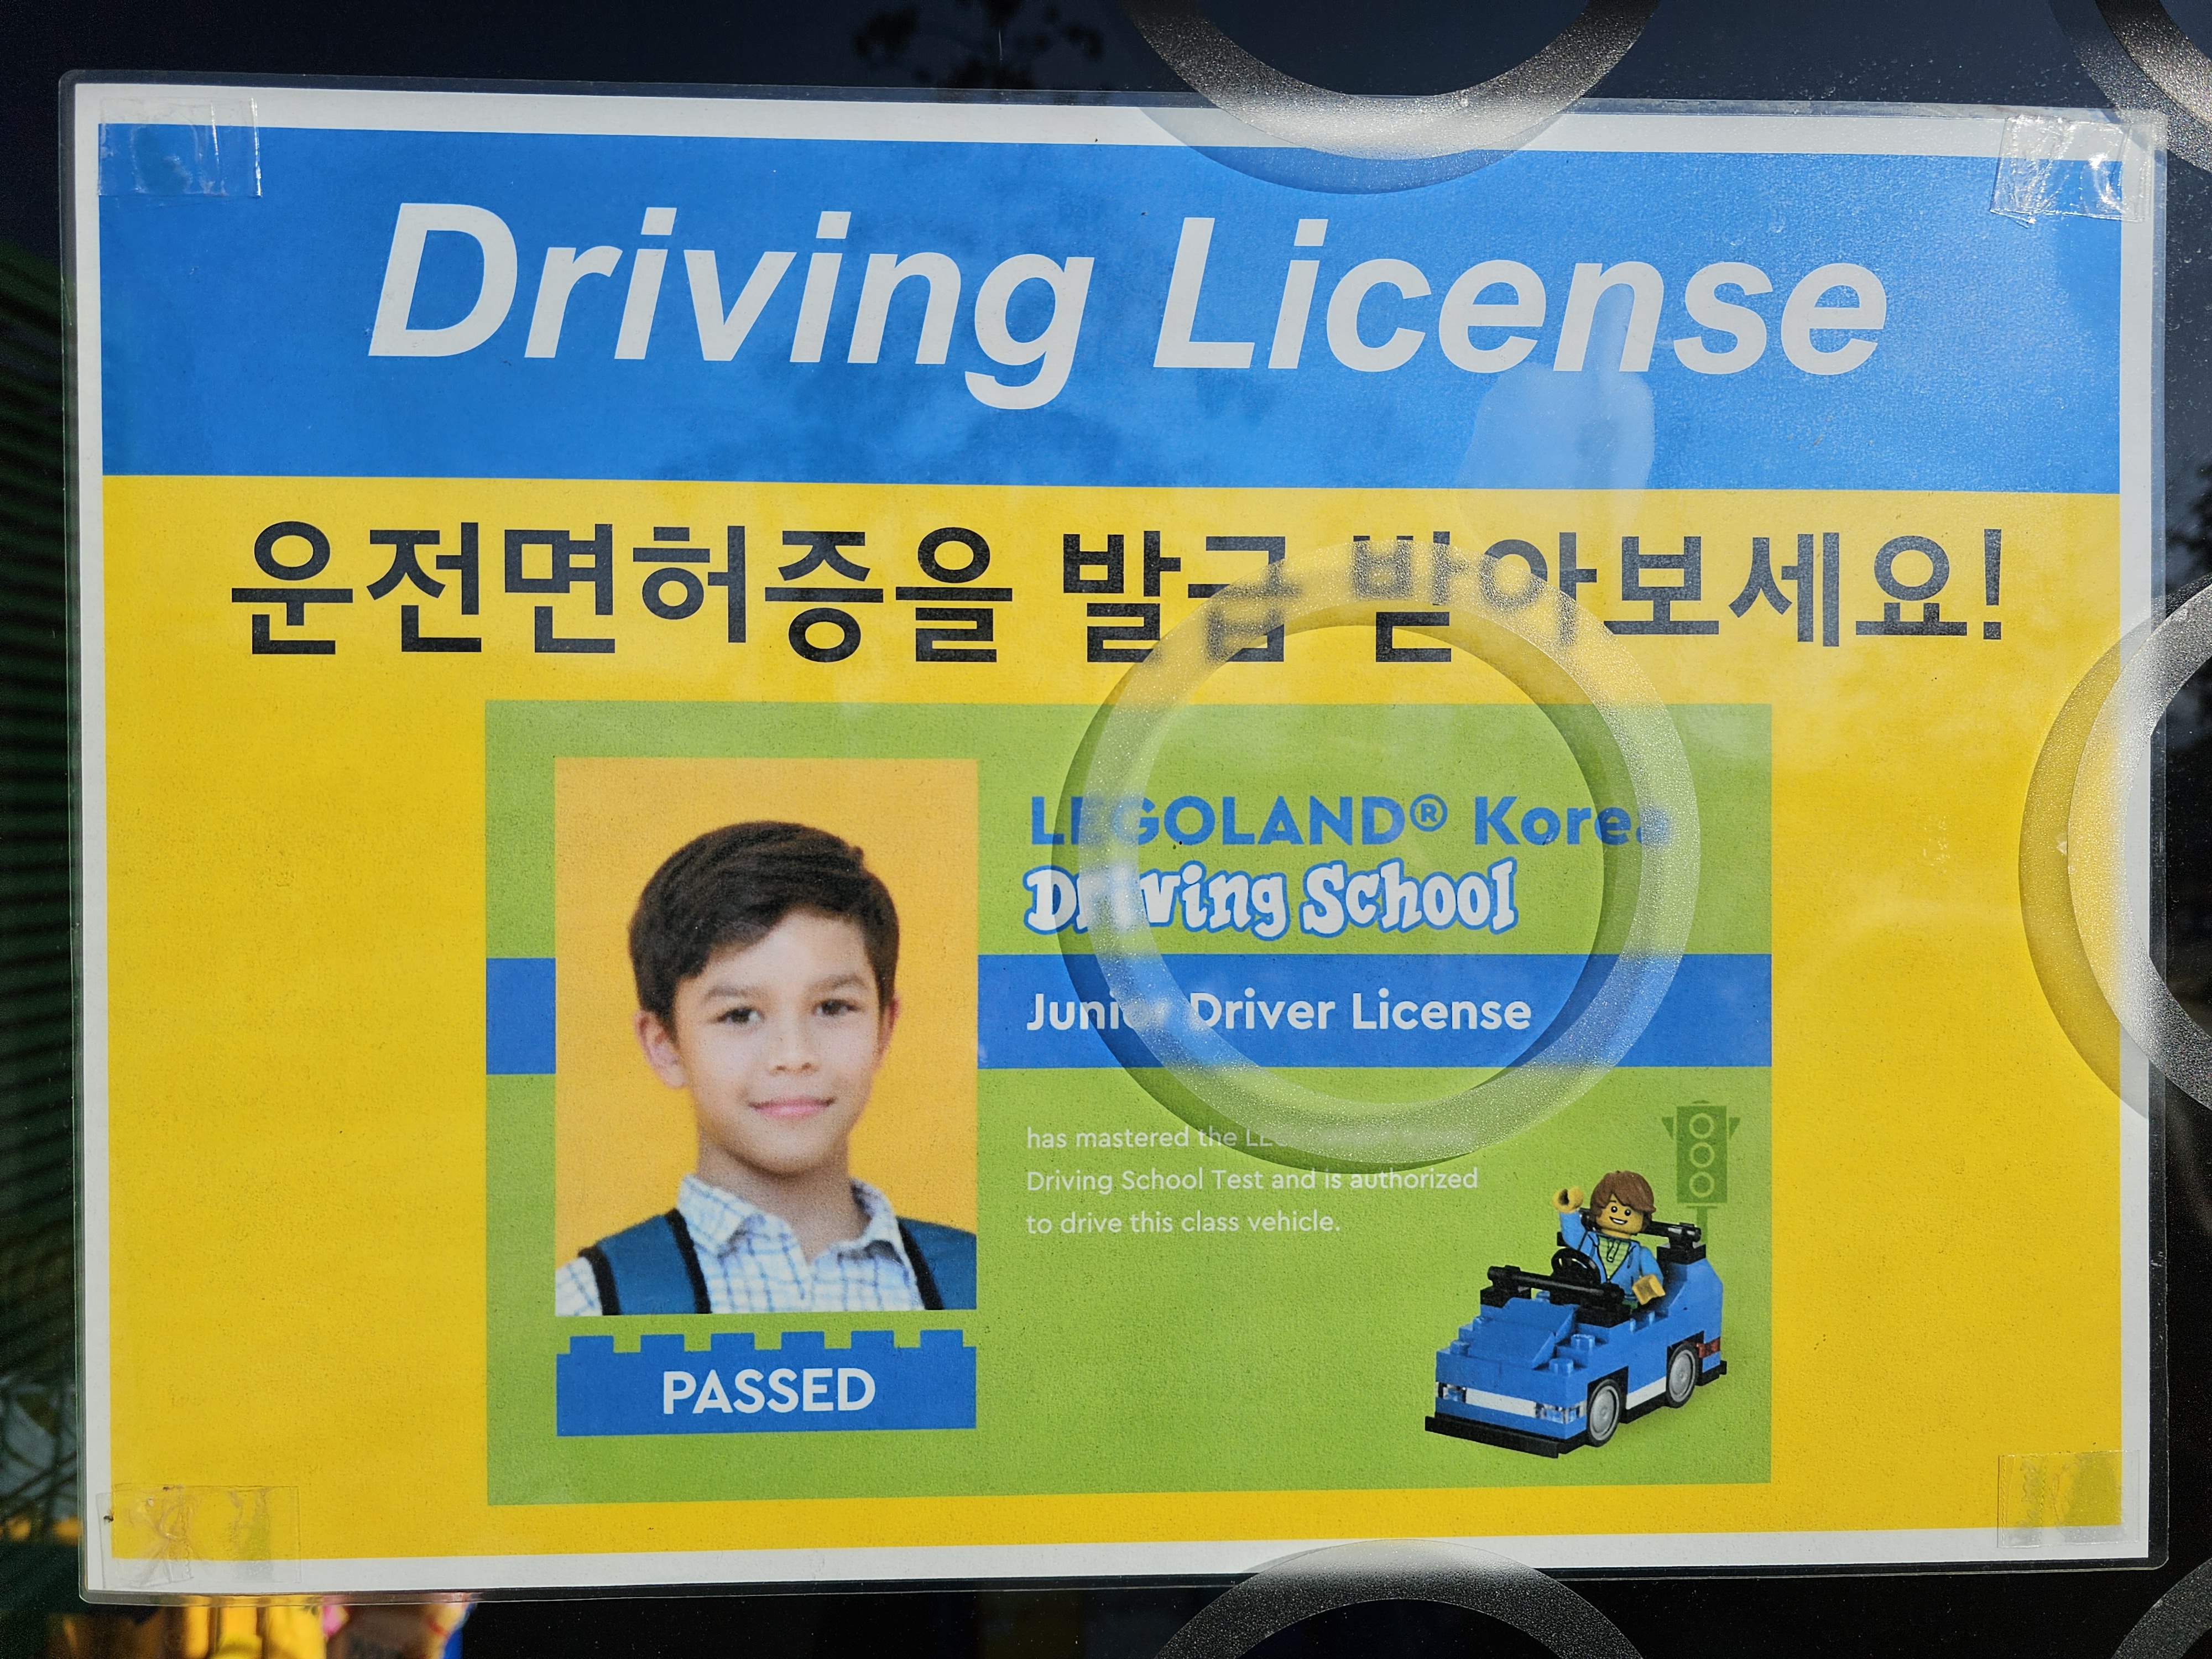 Driving License
운전면허증을 발급 받아보세요!
LEGOLAND® Korea
Driving School
Junior Driver License
has mastered the
Driving School Test and is authorized
to drive this class vehicle.
PASSED